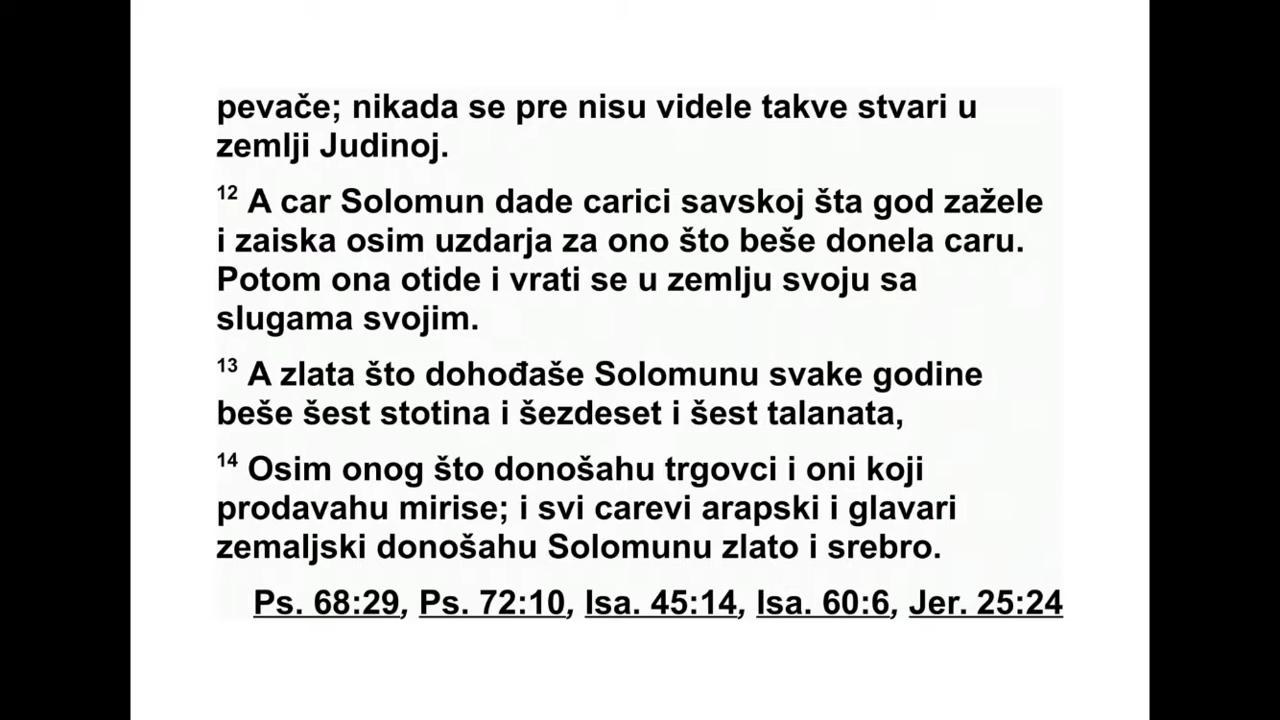 pevače; nikada se pre nisu videle takve stvari u
zemlji Judinoj.
12 A car Solomun dade carici savskoj šta god zažele
i zaiska osim uzdarja za ono što beše donela caru.
Potom ona otide i vrati se u zemlju svoju sa
slugama svojim.
13 A zlata što dohođaše Solomunu svake godine
beše šest stotina i šezdeset i šest talanata,
14 Osim onog što donošahu trgovci i oni koji
prodavahu mirise; i svi carevi arapski i glavari
zemaljski donošahu Solomunu zlato i srebro.
Ps. 68:29, Ps. 72:10, Isa. 45:14, Isa. 60:6, Jer. 25:24